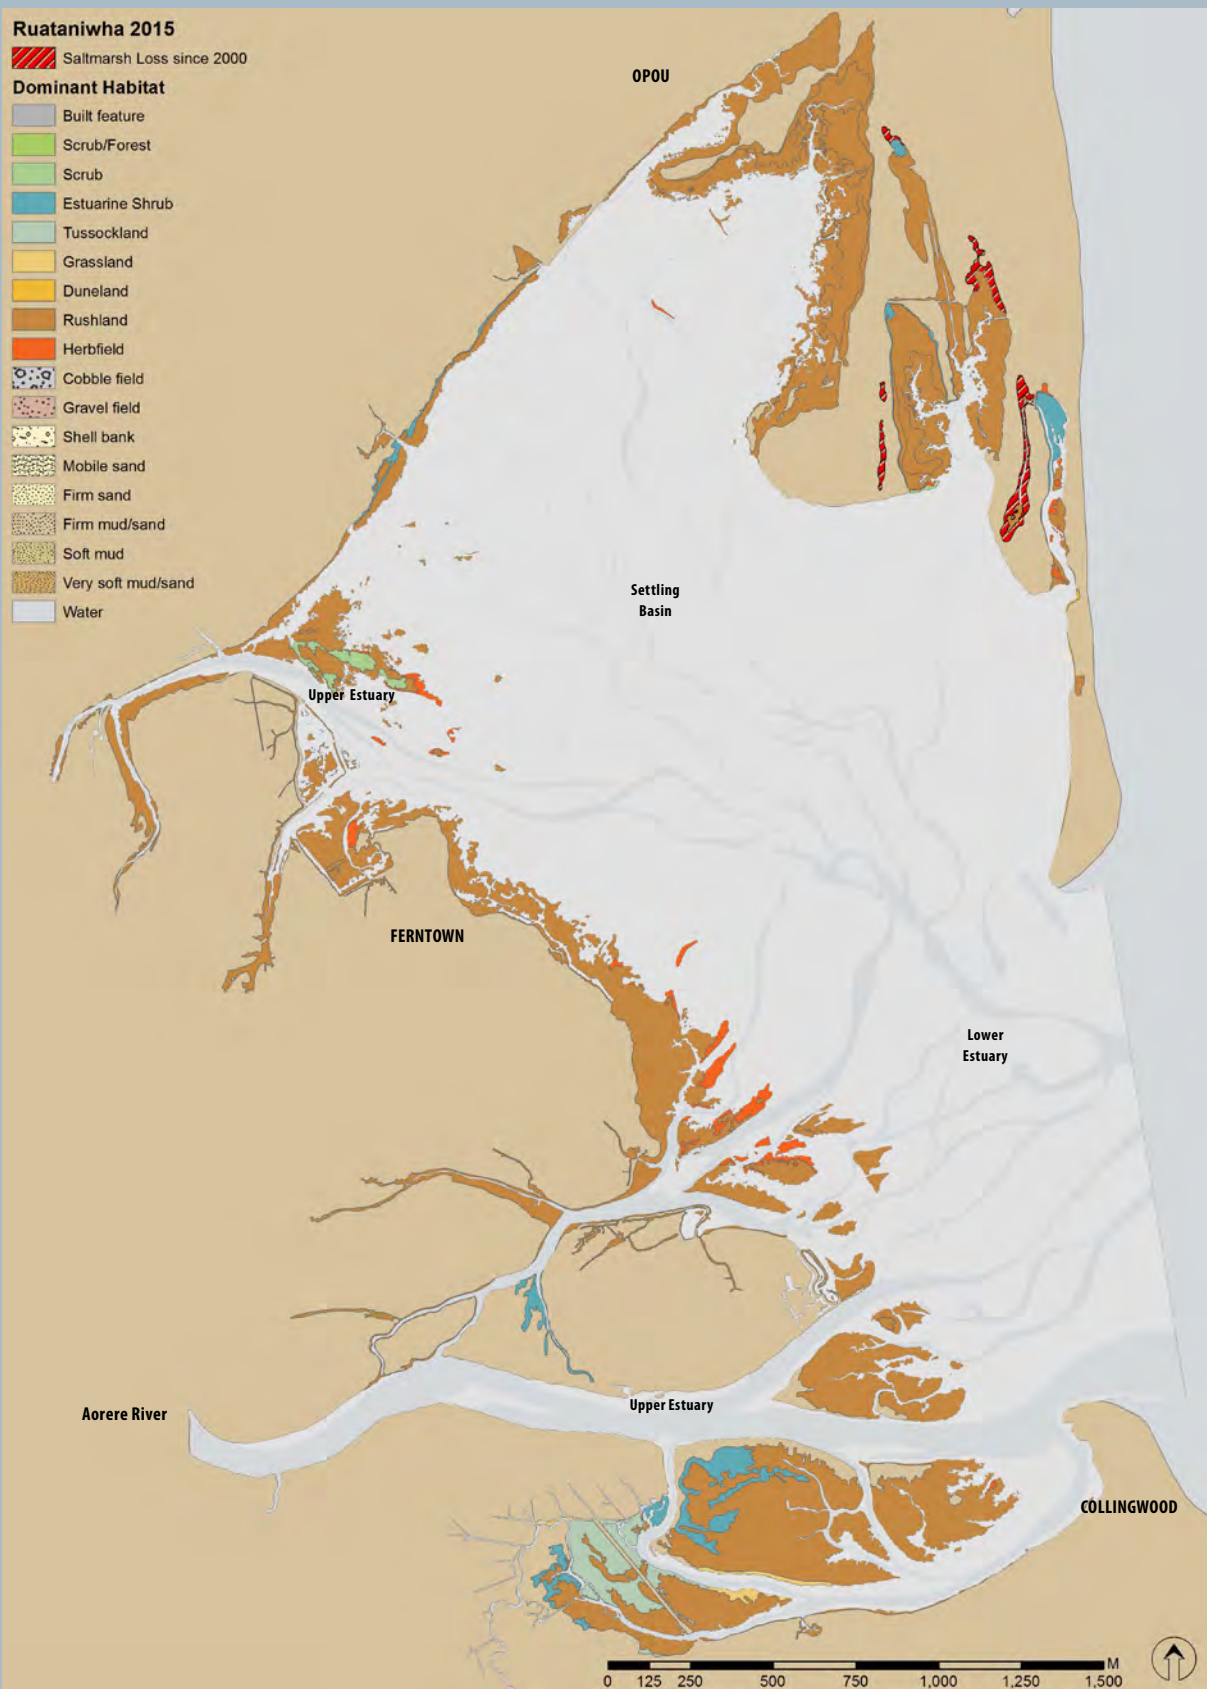 Ruataniwha 2015
Saltmarsh Loss since 2000
Dominant Habitat
Built feature
Scrub/Forest
Scrub
Estuarine Shrub
Tussockland
Grassland
Duneland
Rushland
Herbfield
Cobble field
Gravel field
Shell bank
Mobile sand
Firm sand
Firm mud/sand
Soft mud
Very soft mud/sand
Water
OPOU
Settling
Basin
Upper Estuary
FERNTOWN
Lower
Estuary
Aorere River
Upper Estuary
COLLINGWOOD
M
0 125 250 500 750 1,000 1,250 1,500